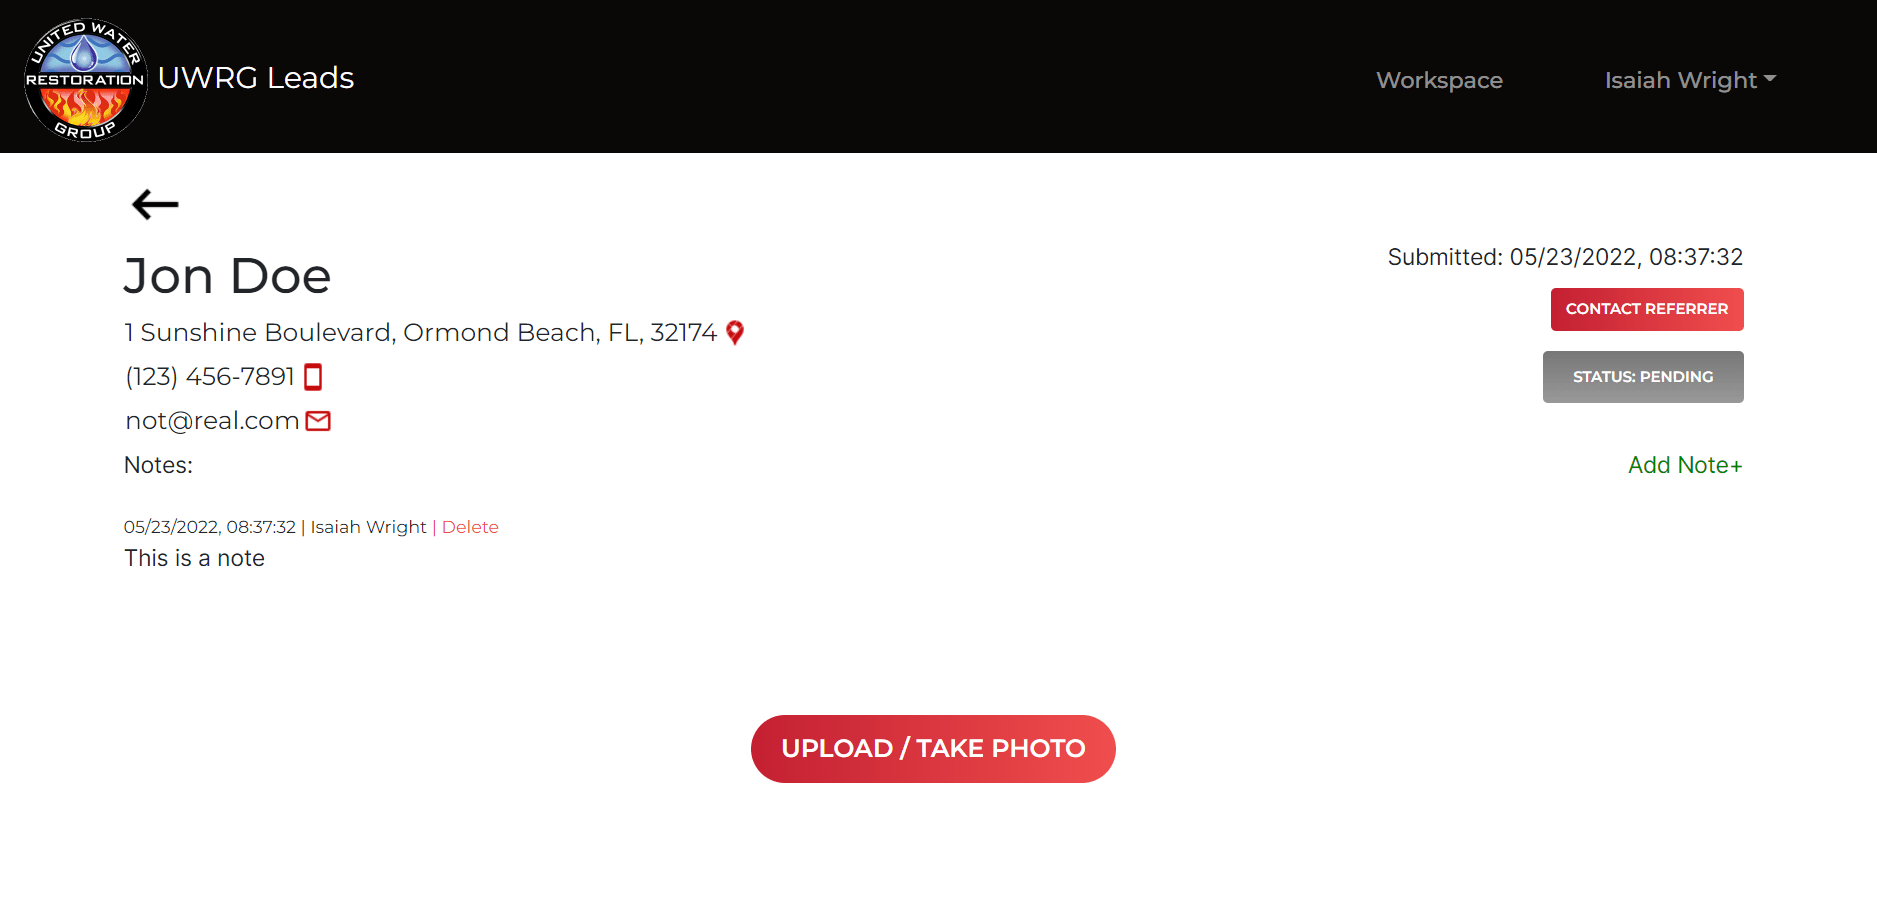 UNITED WATER
RESTORATION
GROUP
UWRG Leads
Workspace
Isaiah Wright
Jon Doe
Submitted: 05/23/2022, 08:37:32
CONTACT REFERRER
1 Sunshine Boulevard, Ormond Beach, FL, 32174
(123) 456-7891
STATUS: PENDING
not@real.com
Notes:
Add Note+
05/23/2022, 08:37:32 | Isaiah Wright | Delete
This is a note
UPLOAD / TAKE PHOTO